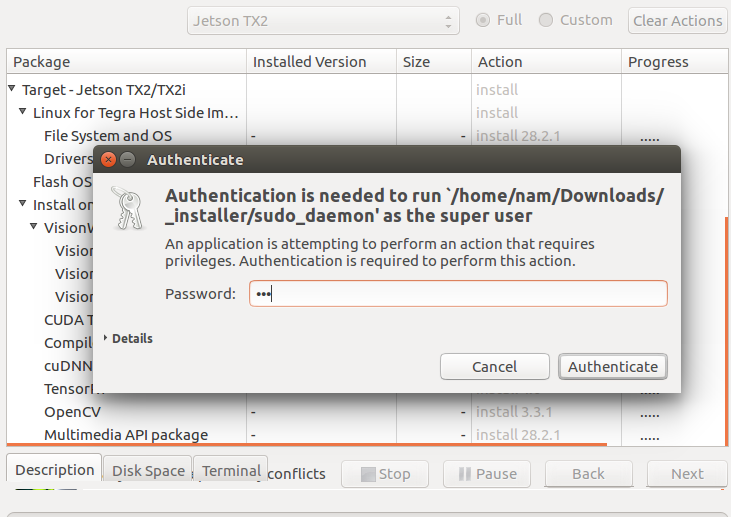 Jetson TX2 Full Custom Clear Actions
Package Installed Version Size Action Progress
Target - Jetson TX2/TX2i install
Linux for Tegra Host Side Im... install
File System and OS - - install 28.2.1 .....
Drivers
Authenticate
Flash OS
Authentication is needed to run `/home/nam/Downloads/
Install on
_installer/sudo_daemon' as the super user
VisionW
An application is attempting to perform an action that requires
Vision
privileges. Authentication is required to perform this action.
Vision
Vision
Password: •••
CUDA T
Details
Compil
cuDNN
Cancel Authenticate
Tensor
OpenCV - - install 3.3.1 .....
Multimedia API package - - install 28.2.1 .....
Description Disk Space Terminal conflicts Stop Pause Back Next